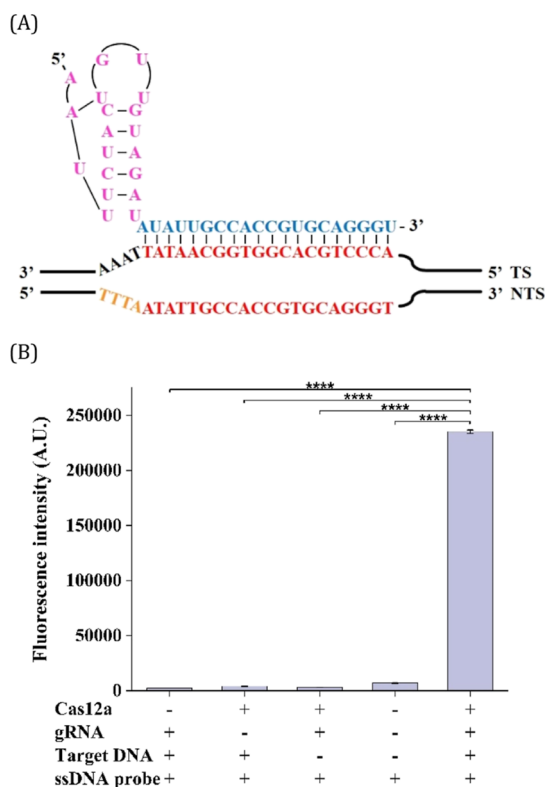 (A)
5'
G U
A
U U
A C – G
A – U
U – A
U C – G
U – A
U U
AUAUUGCCACCGUGCAGGGU - 3'
AAAT TATAACGGTGGCACGTCCCA
3' 5' TS
5' 3' NTS
TTTA ATATTGCCACCGTGCAGGGT
(B)
****
****
****
****
250000
200000
150000
100000
50000
0
Fluorescence intensity (A.U.)
Cas12a - + + - +
gRNA + - + - +
Target DNA + + - - +
ssDNA probe + + + + +